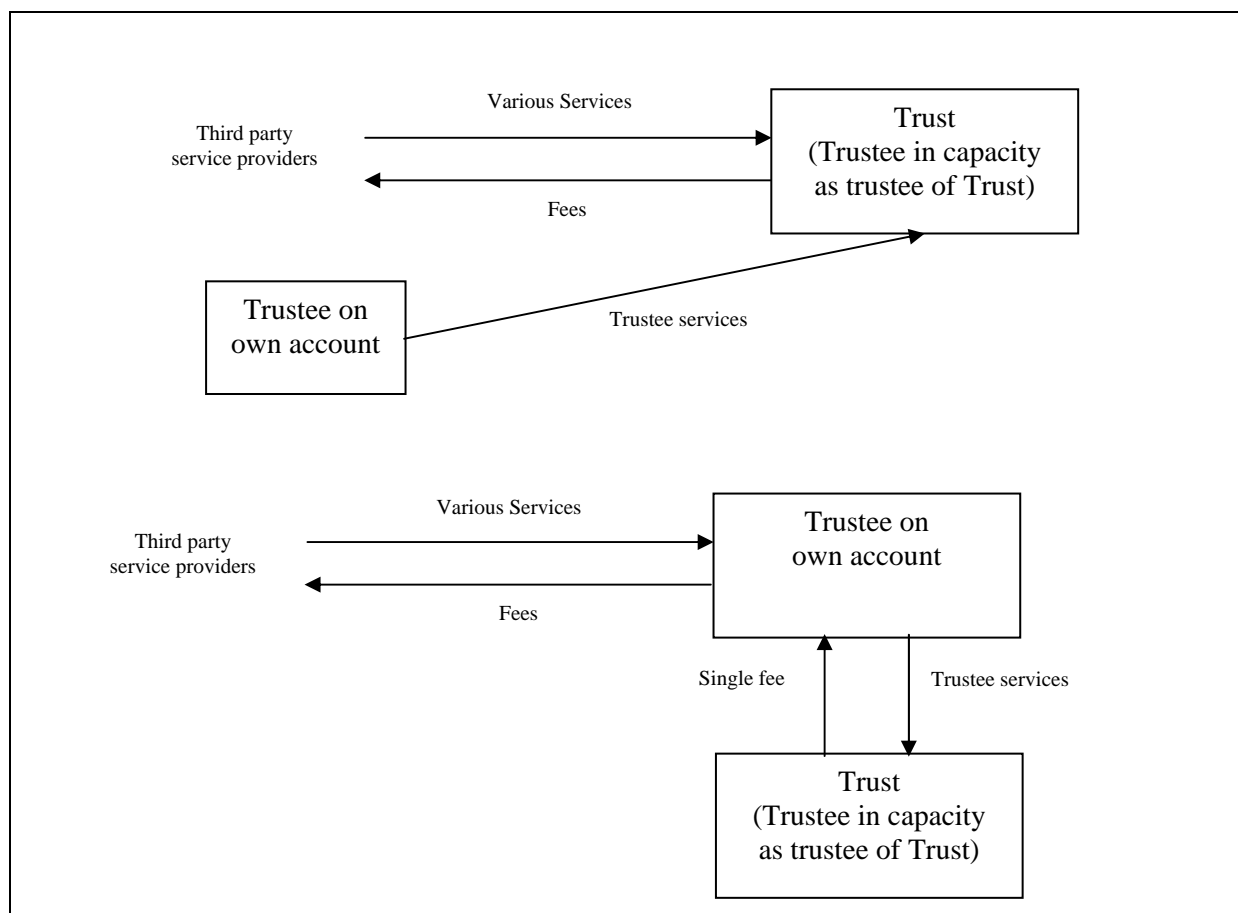 Various Services
Third party
service providers
Fees
Trust
(Trustee in capacity
as trustee of Trust)
Trustee on
own account
Trustee services
Various Services
Third party
service providers
Fees
Trustee on
own account
Single fee
Trustee services
Trust
(Trustee in capacity
as trustee of Trust)